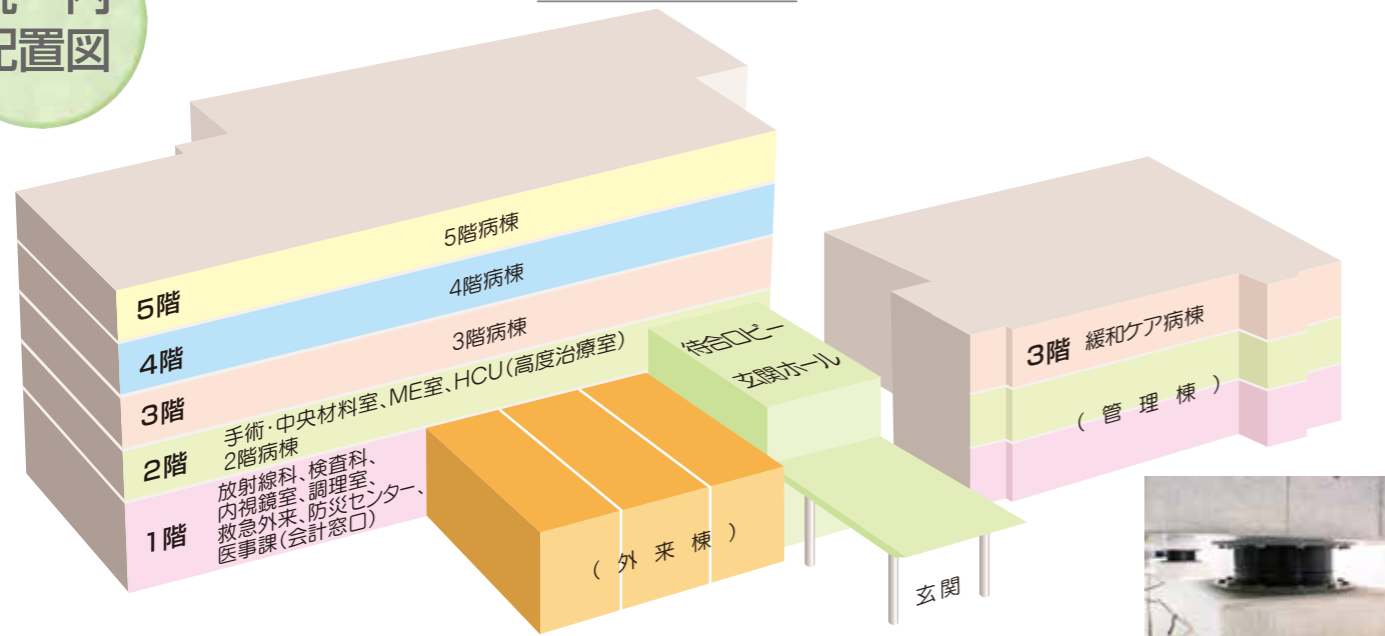 内
配置図
5階
5階病棟
4階
4階病棟
3階
3階病棟
2階
手術・中央材料室、ME室、HCU(高度治療室)
2階病棟
1階
放射線科、検査科、
内視鏡室、調理室、
救急外来、防災センター、
医事課(会計窓口)
待合ロビー
玄関ホール
(外来棟)
玄関
3階 緩和ケア病棟
(管理棟)